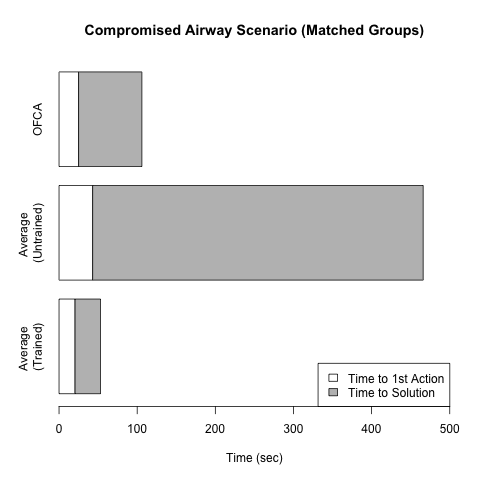 Compromised Airway Scenario (Matched Groups)
OFCA
Average
(Untrained)
Average
(Trained)
Time to 1st Action
Time to Solution
0 100 200 300 400 500
Time (sec)